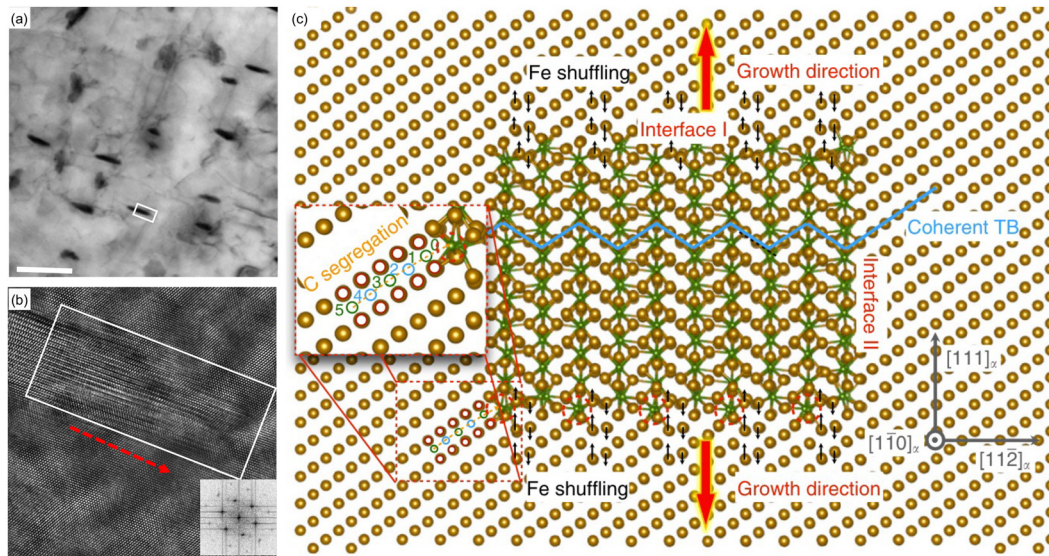 (a)
(b)
(c)
Fe shuffling
Growth direction
Interface I
Coherent TB
C segregation
1
2
3
4
5
Interface II
[111]α
[11̅0]α
[112̅]α
Fe shuffling
Growth direction